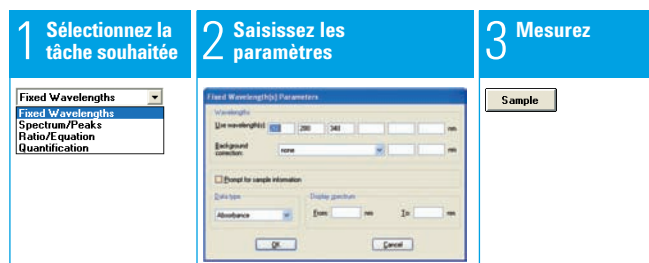 1 Sélectionnez la
tâche souhaitée
2 Saisissez les
paramètres
3 Mesurez
Fixed Wavelengths
Fixed Wavelengths
Spectrum/Peaks
Ratio/Equation
Quantification
Fixed Wavelength(s) Parameters
Wavelengths
Use wavelength(s) 280 340 nm
Background
correction: none nm
Prompt for sample information
Data type
Absorbance
Display spectrum
From: nm To: nm
OK
Cancel
Sample